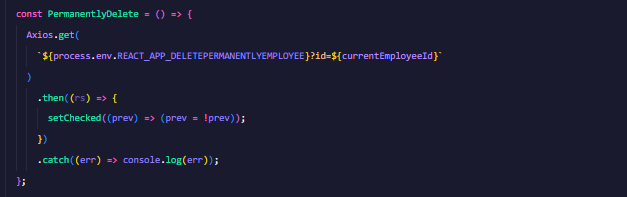 const PermanentlyDelete = () => {
Axios.get(
`${process.env.REACT_APP_DELETEPERMANENTLYEMPLOYEE}?id=${currentEmployeeId}`
)
.then((rs) => {
setChecked((prev) => (prev = !prev));
})
.catch((err) => console.log(err));
};